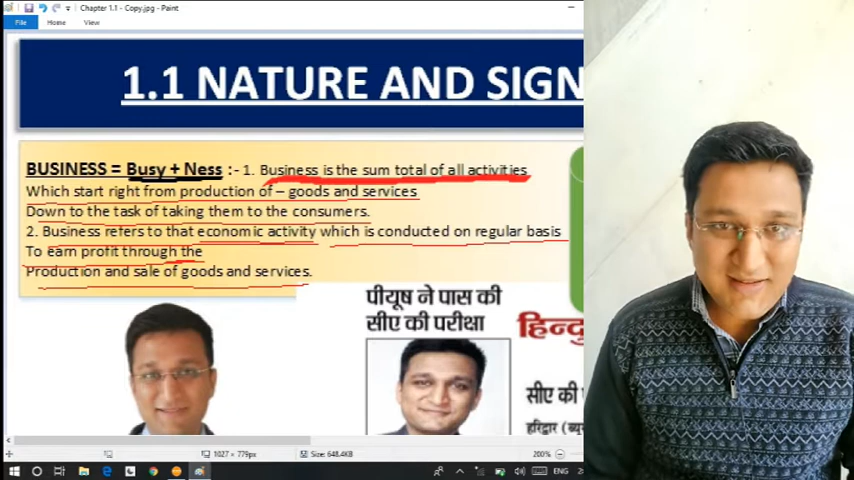 Chapter 1.1 - Copy.jpg - Paint
File Home View
1.1 NATURE AND SIGN
BUSINESS = Busy + Ness :- 1. Business is the sum total of all activities
Which start right from production of – goods and services
Down to the task of taking them to the consumers.
2. Business refers to that economic activity which is conducted on regular basis
To earn profit through the
Production and sale of goods and services.
पीयूष ने पास की
सीए की परीक्षा
सीए की
हरिद्वार
1027 × 779px
Size: 648.4KB
200%
ENG